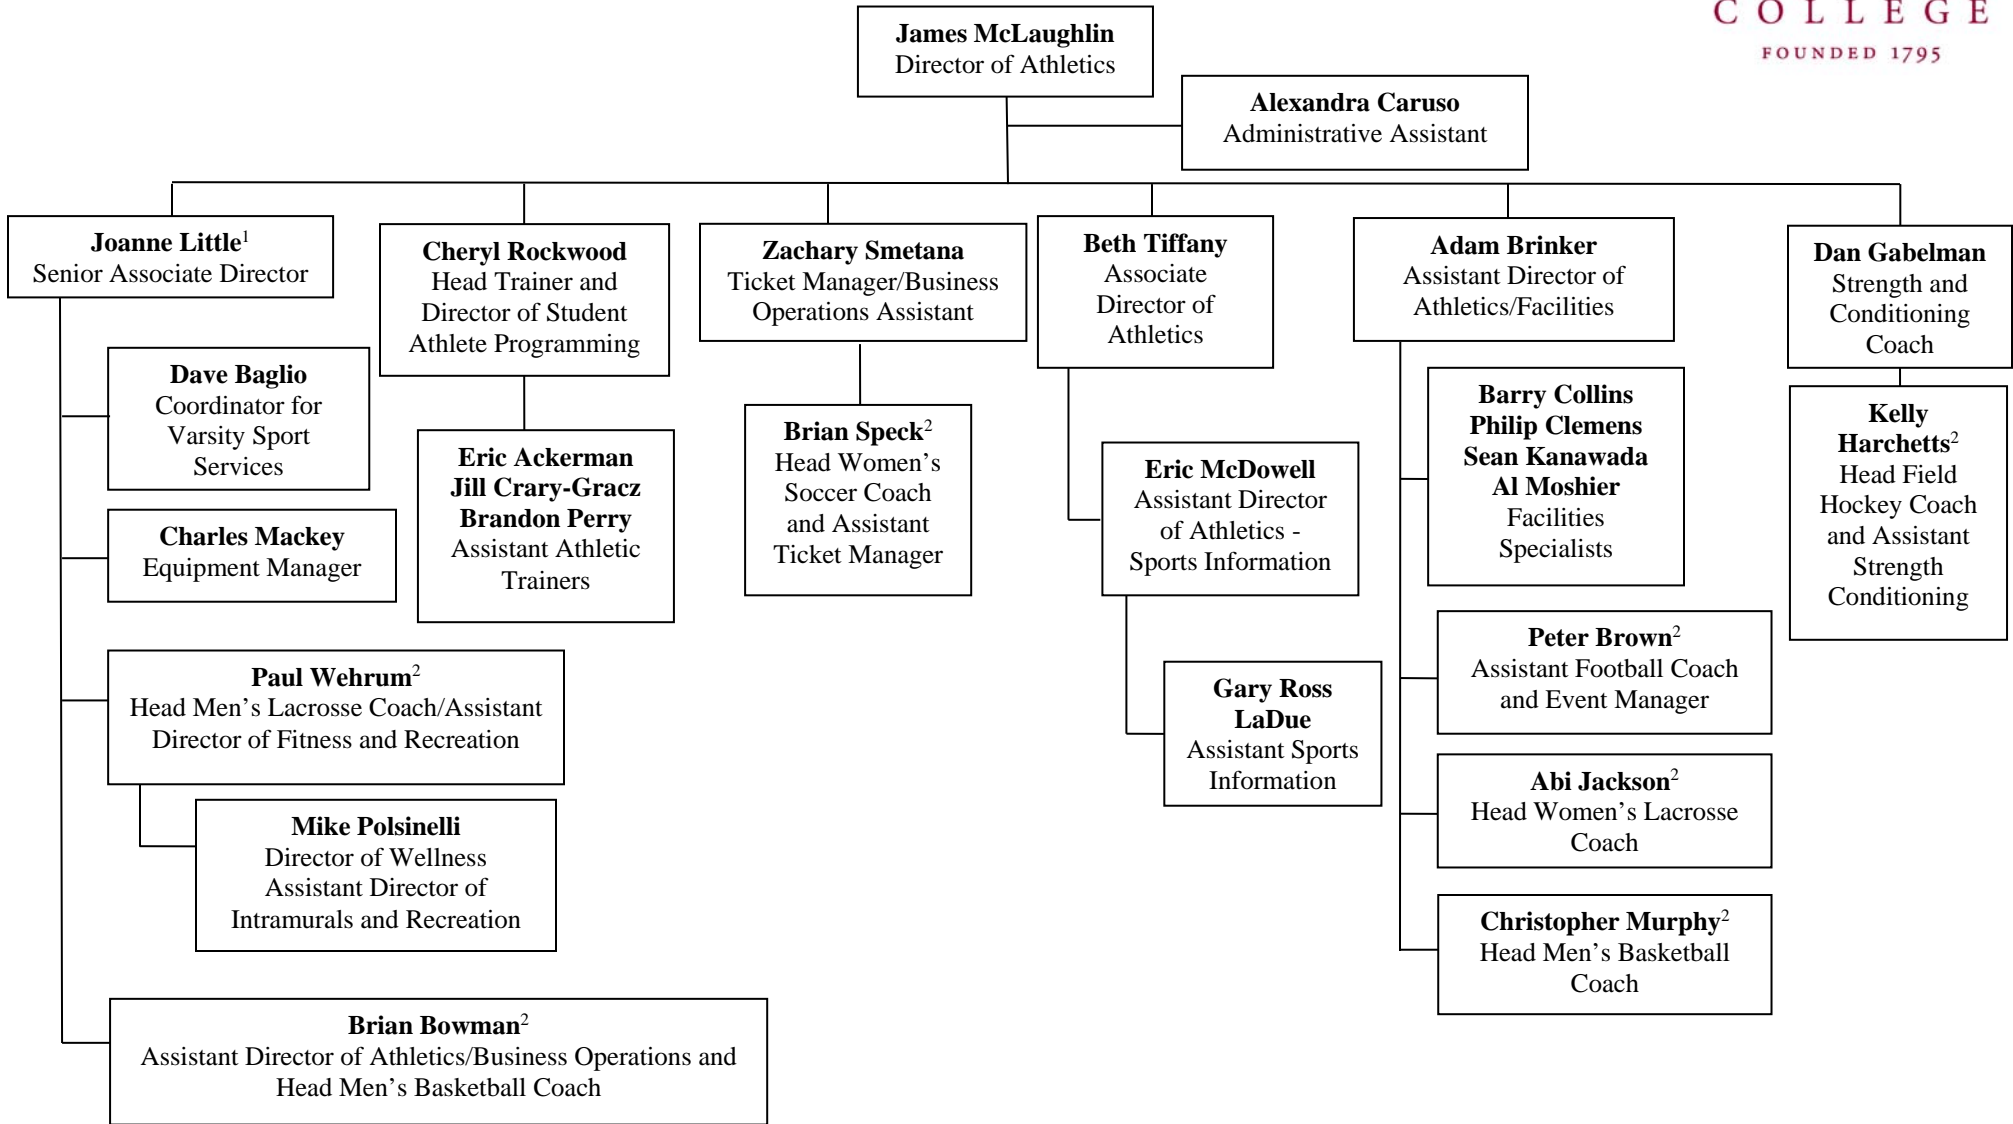 COLLEGE
FOUNDED 1795
James McLaughlin
Director of Athletics
Alexandra Caruso
Administrative Assistant
Joanne Little¹
Senior Associate Director
Cheryl Rockwood
Head Trainer and
Director of Student
Athlete Programming
Zachary Smetana
Ticket Manager/Business
Operations Assistant
Beth Tiffany
Associate
Director of
Athletics
Adam Brinker
Assistant Director of
Athletics/Facilities
Dan Gabelman
Strength and
Conditioning
Coach
Dave Baglio
Coordinator for
Varsity Sport
Services
Charles Mackey
Equipment Manager
Eric Ackerman
Jill Crary-Gracz
Brandon Perry
Assistant Athletic
Trainers
Brian Speck²
Head Women’s
Soccer Coach
and Assistant
Ticket Manager
Eric McDowell
Assistant Director
of Athletics -
Sports Information
Barry Collins
Philip Clemens
Sean Kanawada
Al Moshier
Facilities
Specialists
Kelly
Harchetts²
Head Field
Hockey Coach
and Assistant
Strength
Conditioning
Paul Wehrum²
Head Men’s Lacrosse Coach/Assistant
Director of Fitness and Recreation
Gary Ross
LaDue
Assistant Sports
Information
Peter Brown²
Assistant Football Coach
and Event Manager
Abi Jackson²
Head Women’s Lacrosse
Coach
Mike Polsinelli
Director of Wellness
Assistant Director of
Intramurals and Recreation
Christopher Murphy²
Head Men’s Basketball
Coach
Brian Bowman²
Assistant Director of Athletics/Business Operations and
Head Men’s Basketball Coach